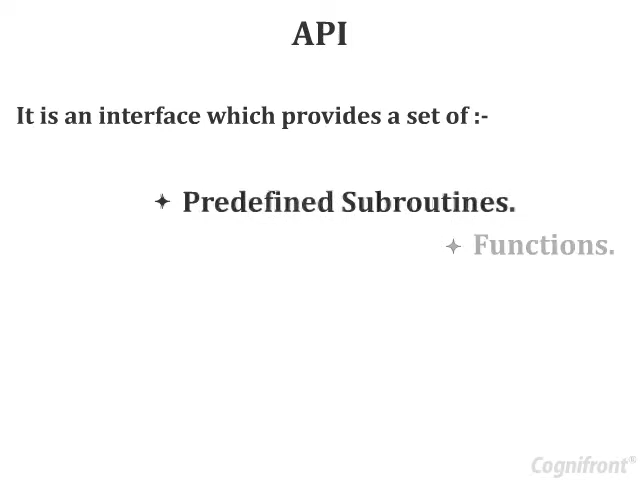 API
It is an interface which provides a set of :-
✦ Predefined Subroutines.
✦ Functions.
Cognifront®